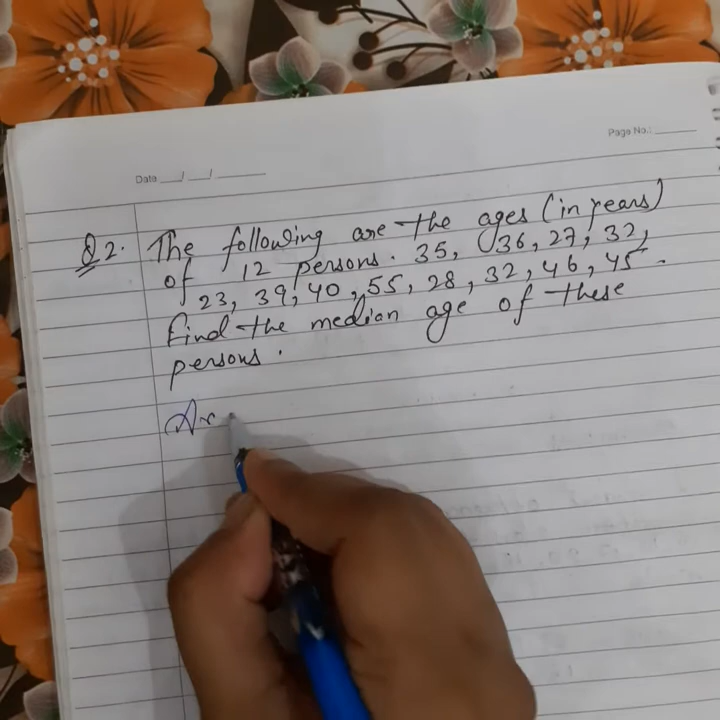 Page No.:
Date / /
Q2. The following are the ages (in years)
of 12 persons. 35, 36, 27, 32,
23, 39, 40, 55, 28, 32, 46, 45.
Find the median age of these
persons.